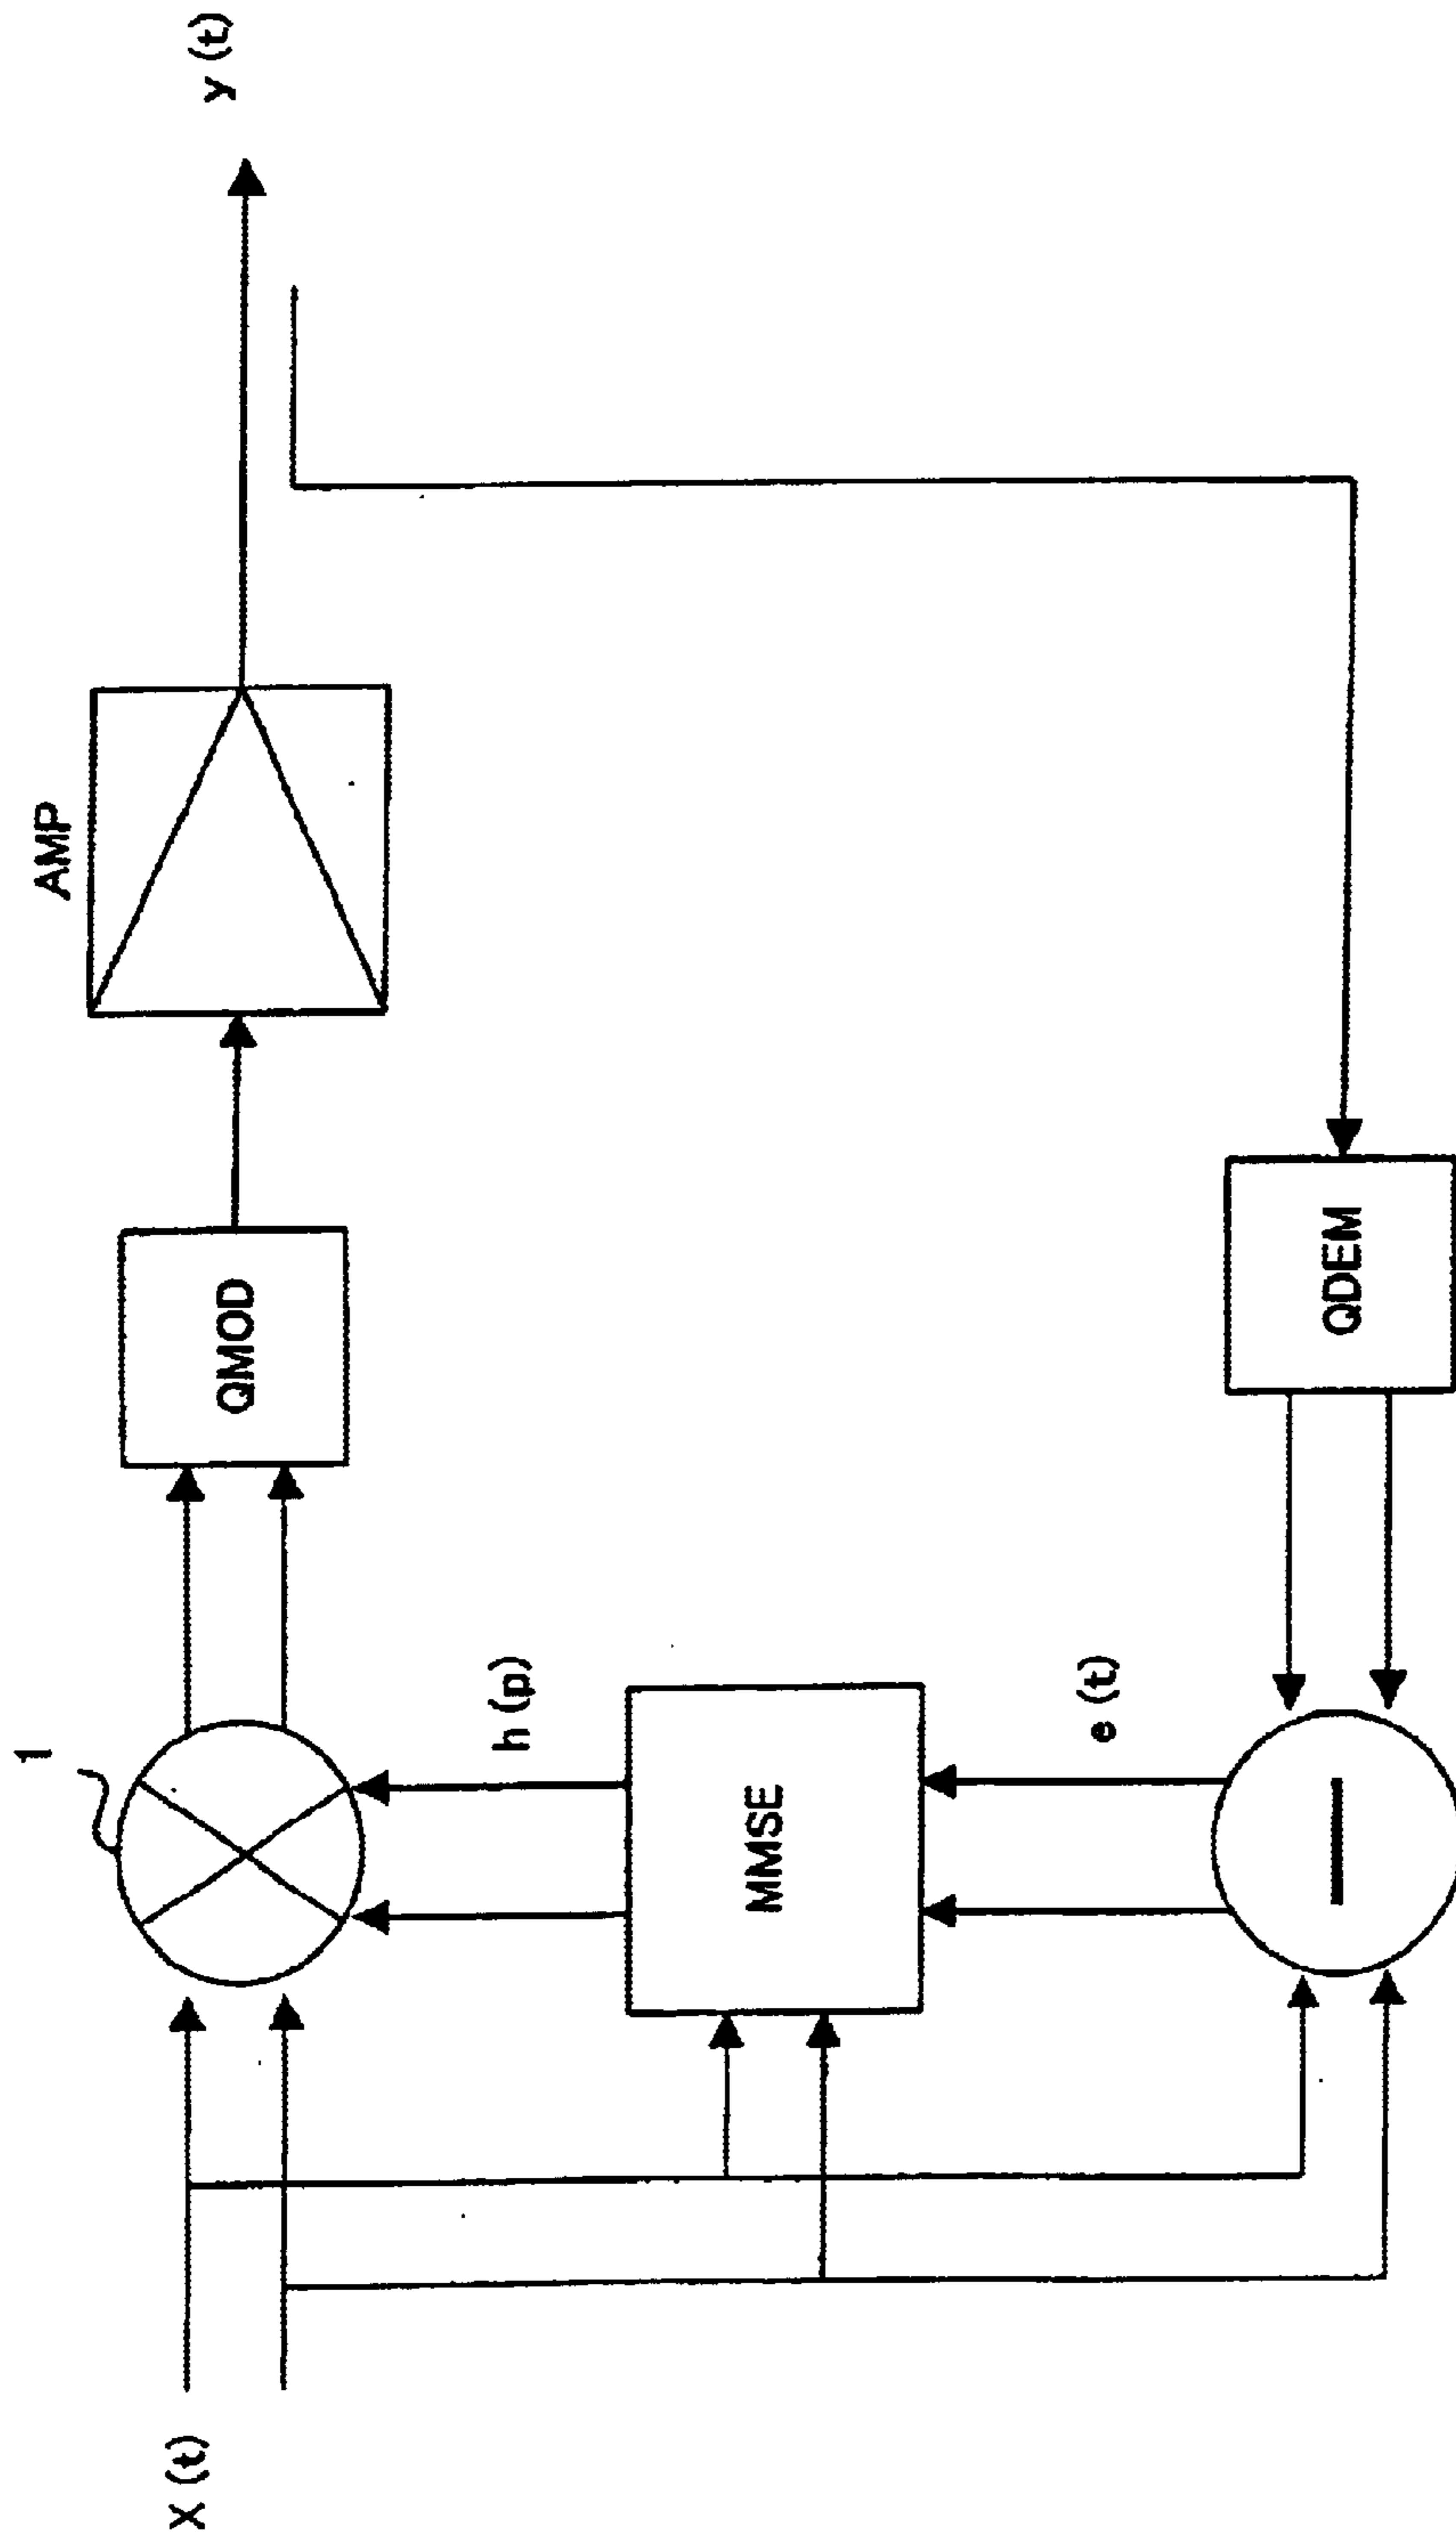 X (t)
1
QMOD
AMP
y (t)
h (p)
MMSE
e (t)
QDEM